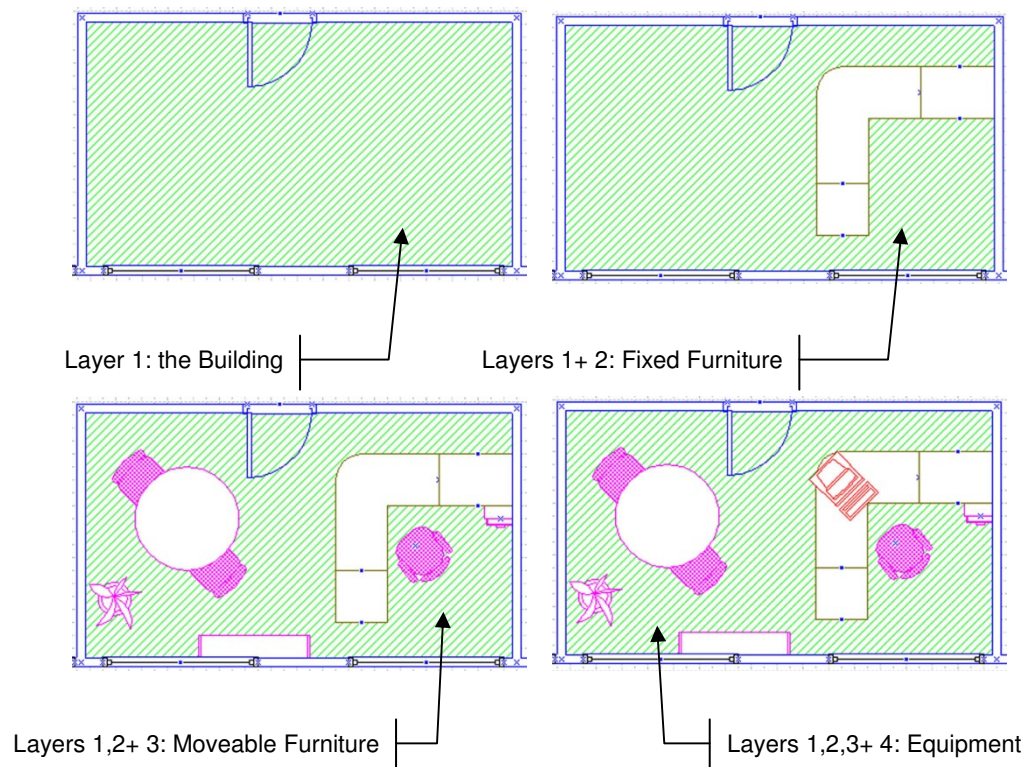 Layer 1: the Building
Layers 1+ 2: Fixed Furniture
Layers 1,2+ 3: Moveable Furniture
Layers 1,2,3+ 4: Equipment